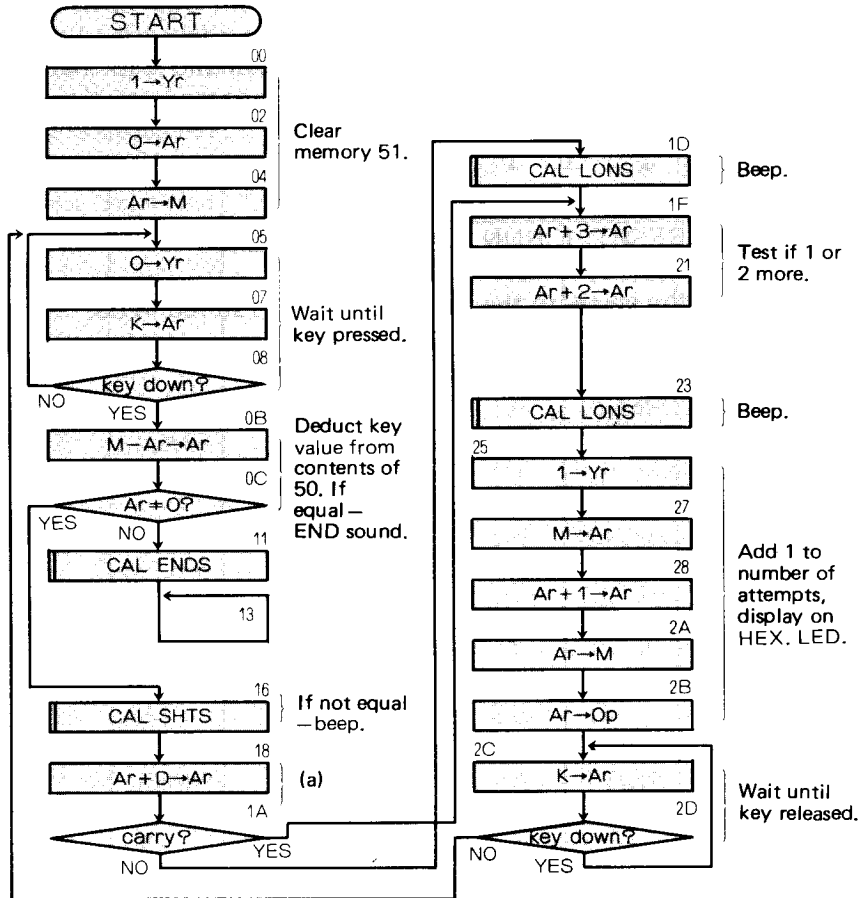 START
00
1→Yr
02
0→Ar
04
Ar→M
Clear
memory 51.
05
0→Yr
07
K→Ar
08
key down?
NO
YES
Wait until
key pressed.
0B
M−Ar→Ar
0C
Ar≠0?
YES
NO
Deduct key
value from
contents of
50. If
equal—
END sound.
11
CAL ENDS
13
16
CAL SHTS
If not equal
—beep.
18
Ar+D→Ar
(a)
1A
carry?
YES
NO
1D
CAL LONS
Beep.
1F
Ar+3→Ar
21
Ar+2→Ar
Test if 1 or
2 more.
23
CAL LONS
Beep.
25
1→Yr
27
M→Ar
28
Ar+1→Ar
2A
Ar→M
2B
Ar→Op
Add 1 to
number of
attempts,
display on
HEX. LED.
2C
K→Ar
2D
key down?
NO
YES
Wait until
key released.